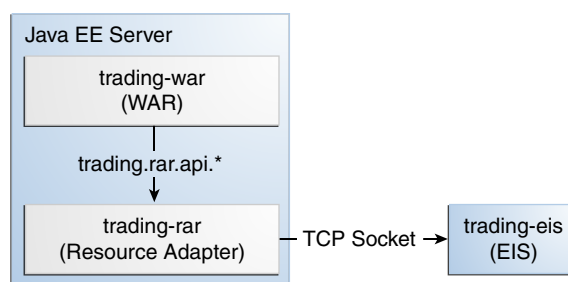 Java EE Server
trading-war
(WAR)
trading.rar.api.*
trading-rar
(Resource Adapter)
TCP Socket
trading-eis
(EIS)